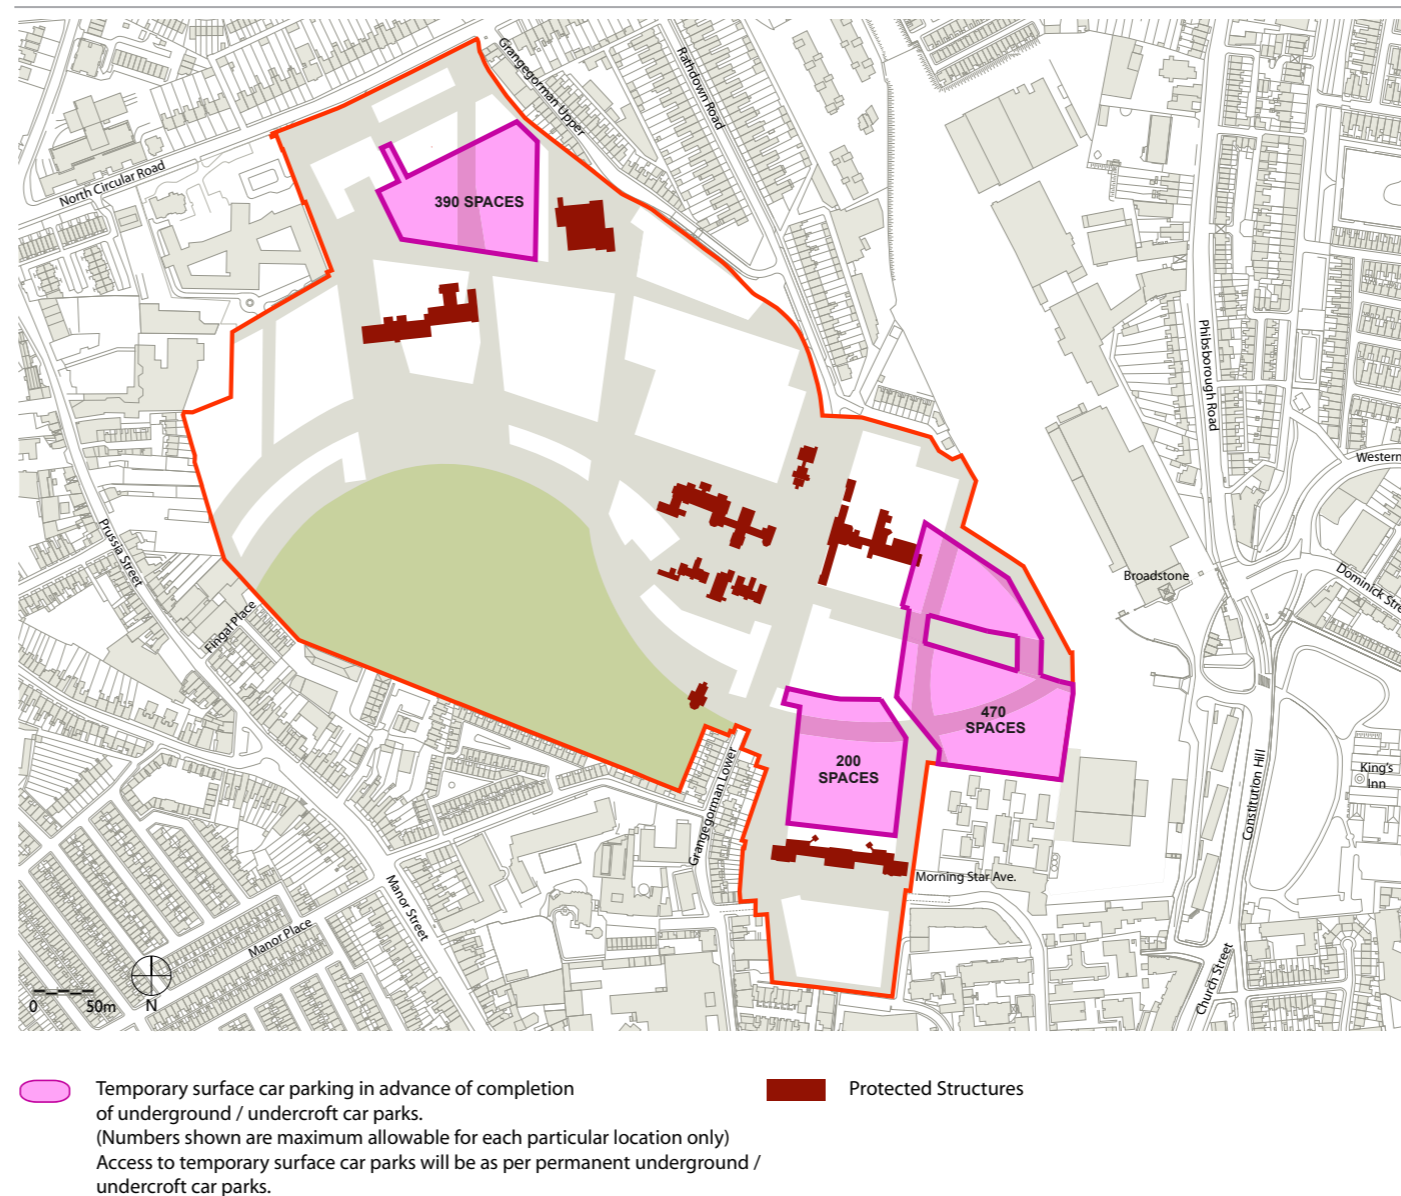 Grangegorman Upper
Rathdown Road
North Circular Road
390 SPACES
Phibsborough Road
Western
Prussia Street
Broadstone
Dominick Stre
Fingal Place
470
SPACES
200
SPACES
Grangegorman Lower
Constitution Hill
King's
Inn
Morning Star Ave.
Manor Street
Manor Place
Church Street
0 50m N
Temporary surface car parking in advance of completion
of underground / undercroft car parks.
(Numbers shown are maximum allowable for each particular location only)
Access to temporary surface car parks will be as per permanent underground /
undercroft car parks.
Protected Structures